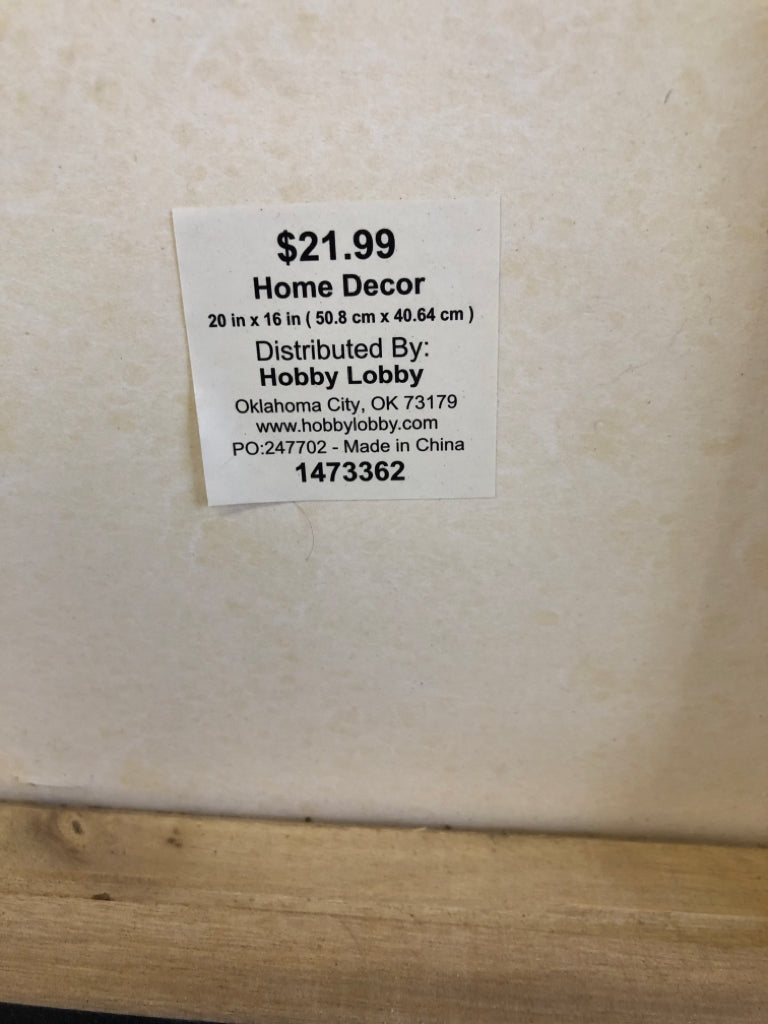 $21.99
Home Decor
20 in x 16 in ( 50.8 cm x 40.64 cm )
Distributed By:
Hobby Lobby
Oklahoma City, OK 73179
www.hobbylobby.com
PO:247702 - Made in China
1473362